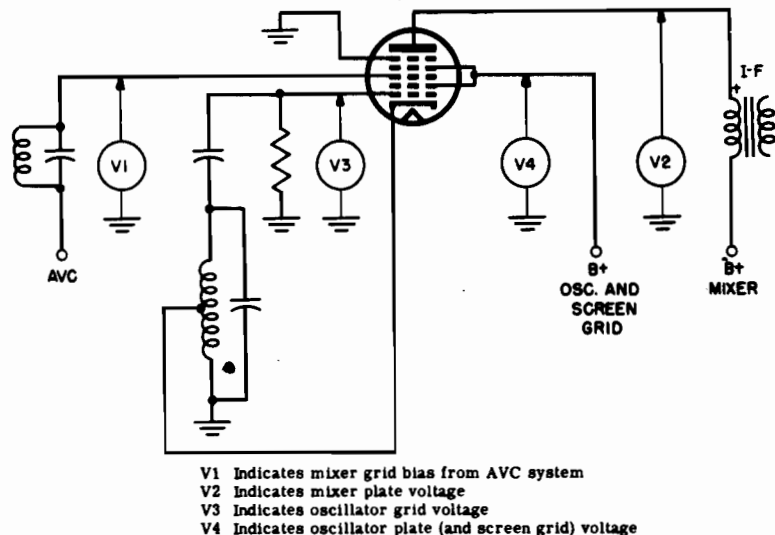 I-F
+
V1
V3
V4
V2
AVC
B+
OSC. AND
SCREEN
GRID
B+
MIXER
V1 Indicates mixer grid bias from AVC system
V2 Indicates mixer plate voltage
V3 Indicates oscillator grid voltage
V4 Indicates oscillator plate (and screen grid) voltage